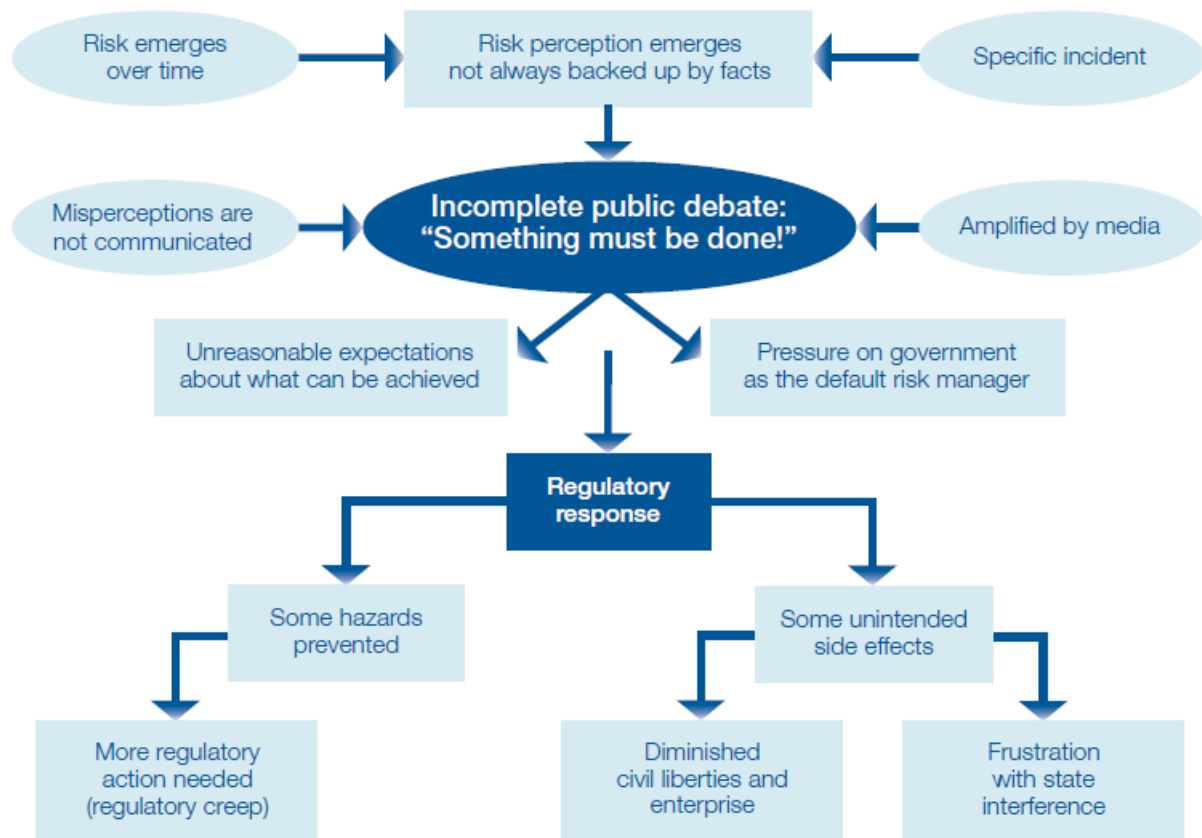 Risk emerges
over time
Risk perception emerges
not always backed up by facts
Specific incident
Misperceptions are
not communicated
Incomplete public debate:
“Something must be done!”
Amplified by media
Unreasonable expectations
about what can be achieved
Pressure on government
as the default risk manager
Regulatory
response
Some hazards
prevented
Some unintended
side effects
More regulatory
action needed
(regulatory creep)
Diminished
civil liberties and
enterprise
Frustration
with state
interference